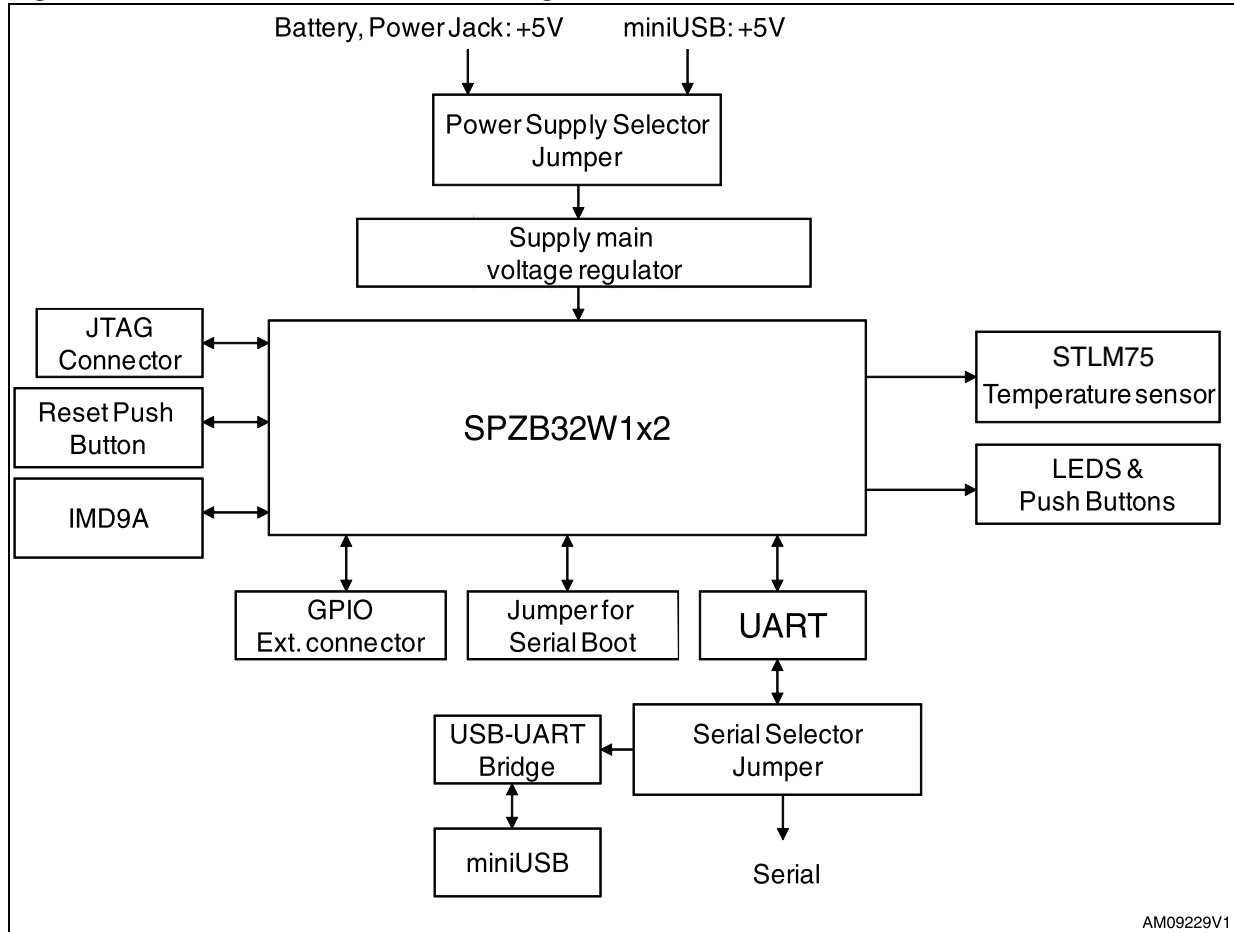 Battery, Power Jack: +5V
miniUSB: +5V
Power Supply Selector
Jumper
Supply main
voltage regulator
JTAG
Connector
Reset Push
Button
IMD9A
SPZB32W1x2
STLM75
Temperature sensor
LEDS &
Push Buttons
GPIO
Ext. connector
Jumper for
Serial Boot
UART
USB-UART
Bridge
Serial Selector
Jumper
miniUSB
Serial
AM09229V1